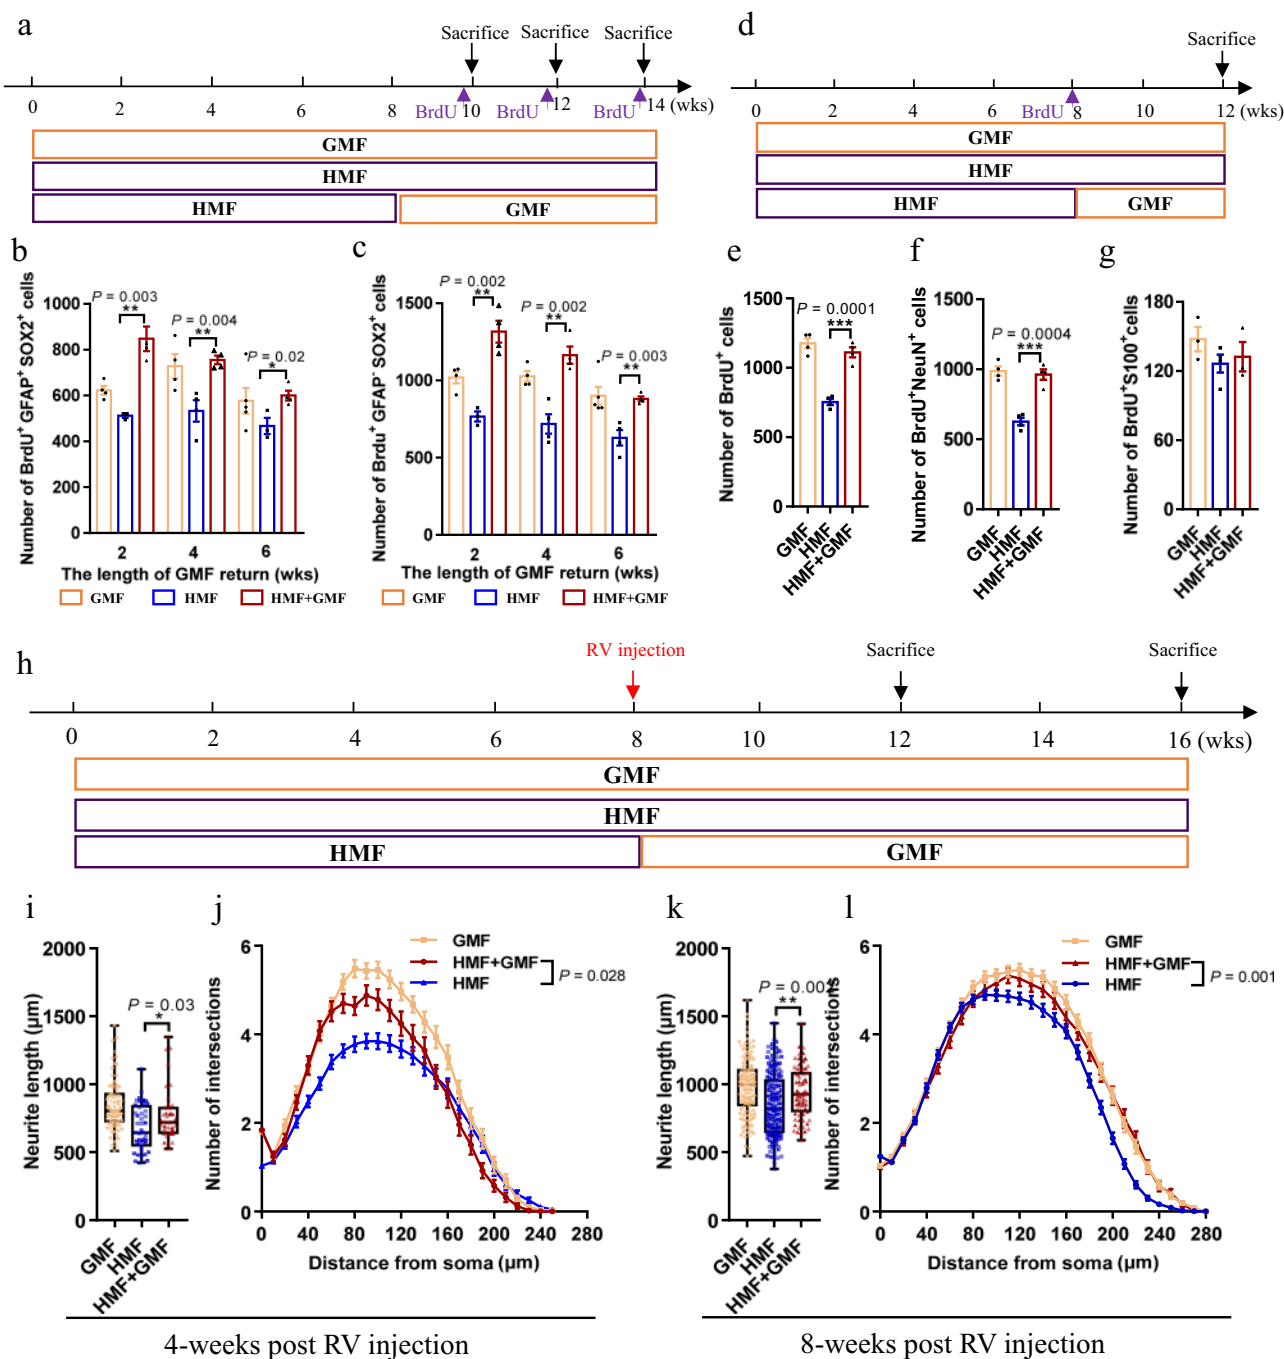 a
Sacrifice Sacrifice Sacrifice
0 2 4 6 8 10 12 14 (wks)
BrdU BrdU BrdU
GMF
HMF
HMF GMF
d
Sacrifice
0 2 4 6 8 10 12 (wks)
BrdU
GMF
HMF
HMF GMF
b
Number of BrdU+ GFAP+ SOX2+ cells
1000
800
600
400
200
0
P = 0.003
**
P = 0.004
**
P = 0.02
*
2 4 6
The length of GMF return (wks)
GMF HMF HMF+GMF
c
Number of Brdu+ GFAP- SOX2+ cells
1500
1000
500
0
P = 0.002
**
P = 0.002
**
P = 0.003
**
2 4 6
The length of GMF return (wks)
GMF HMF HMF+GMF
e
Number of BrdU+ cells
1500
1000
500
0
P = 0.0001
***
GMF HMF HMF+GMF
f
Number of BrdU+NeuN+ cells
1500
1000
500
0
P = 0.0004
***
GMF HMF HMF+GMF
g
Number of BrdU+S100+cells
180
120
60
0
GMF HMF HMF+GMF
h
RV injection Sacrifice Sacrifice
0 2 4 6 8 10 12 14 16 (wks)
GMF
HMF
HMF GMF
i
Neurite length (μm)
2000
1500
1000
500
0
P = 0.03
*
GMF HMF HMF+GMF
j
Number of intersections
6
4
2
0
GMF
HMF+GMF
HMF
P = 0.028
0 40 80 120 160 200 240 280
Distance from soma (μm)
4-weeks post RV injection
k
Neurite length (μm)
2000
1500
1000
500
0
**
GMF HMF HMF+GMF
l
Number of intersections
6
4
2
0
GMF
HMF+GMF
HMF
P = 0.001
0 40 80 120 160 200 240 280
Distance from soma (μm)
8-weeks post RV injection